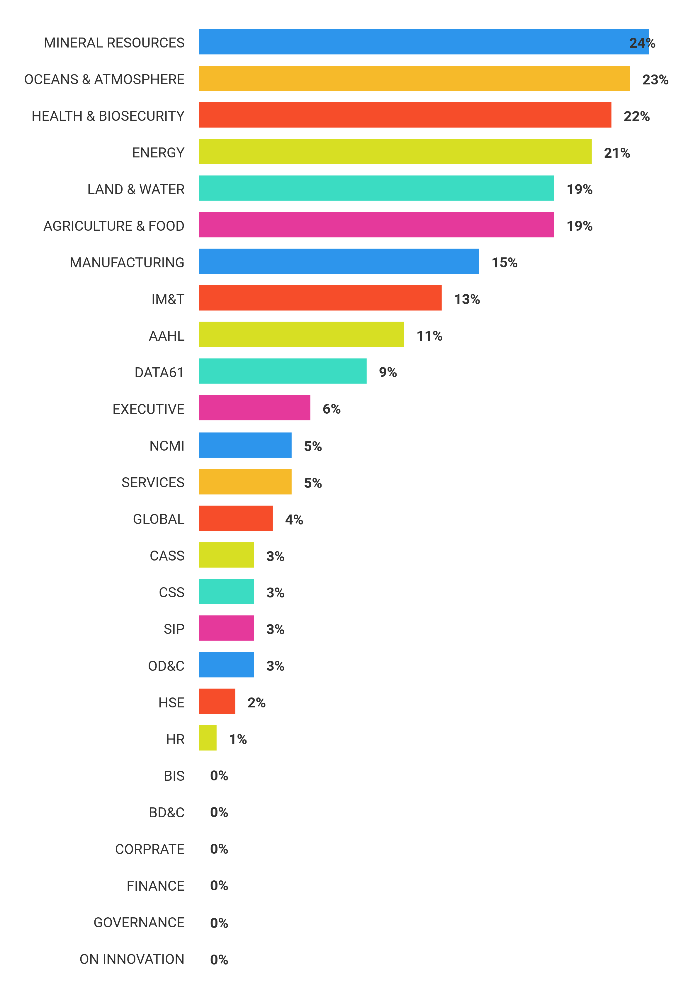 MINERAL RESOURCES 24%
OCEANS & ATMOSPHERE 23%
HEALTH & BIOSECURITY 22%
ENERGY 21%
LAND & WATER 19%
AGRICULTURE & FOOD 19%
MANUFACTURING 15%
IM&T 13%
AAHL 11%
DATA61 9%
EXECUTIVE 6%
NCMI 5%
SERVICES 5%
GLOBAL 4%
CASS 3%
CSS 3%
SIP 3%
OD&C 3%
HSE 2%
HR 1%
BIS 0%
BD&C 0%
CORPRATE 0%
FINANCE 0%
GOVERNANCE 0%
ON INNOVATION 0%